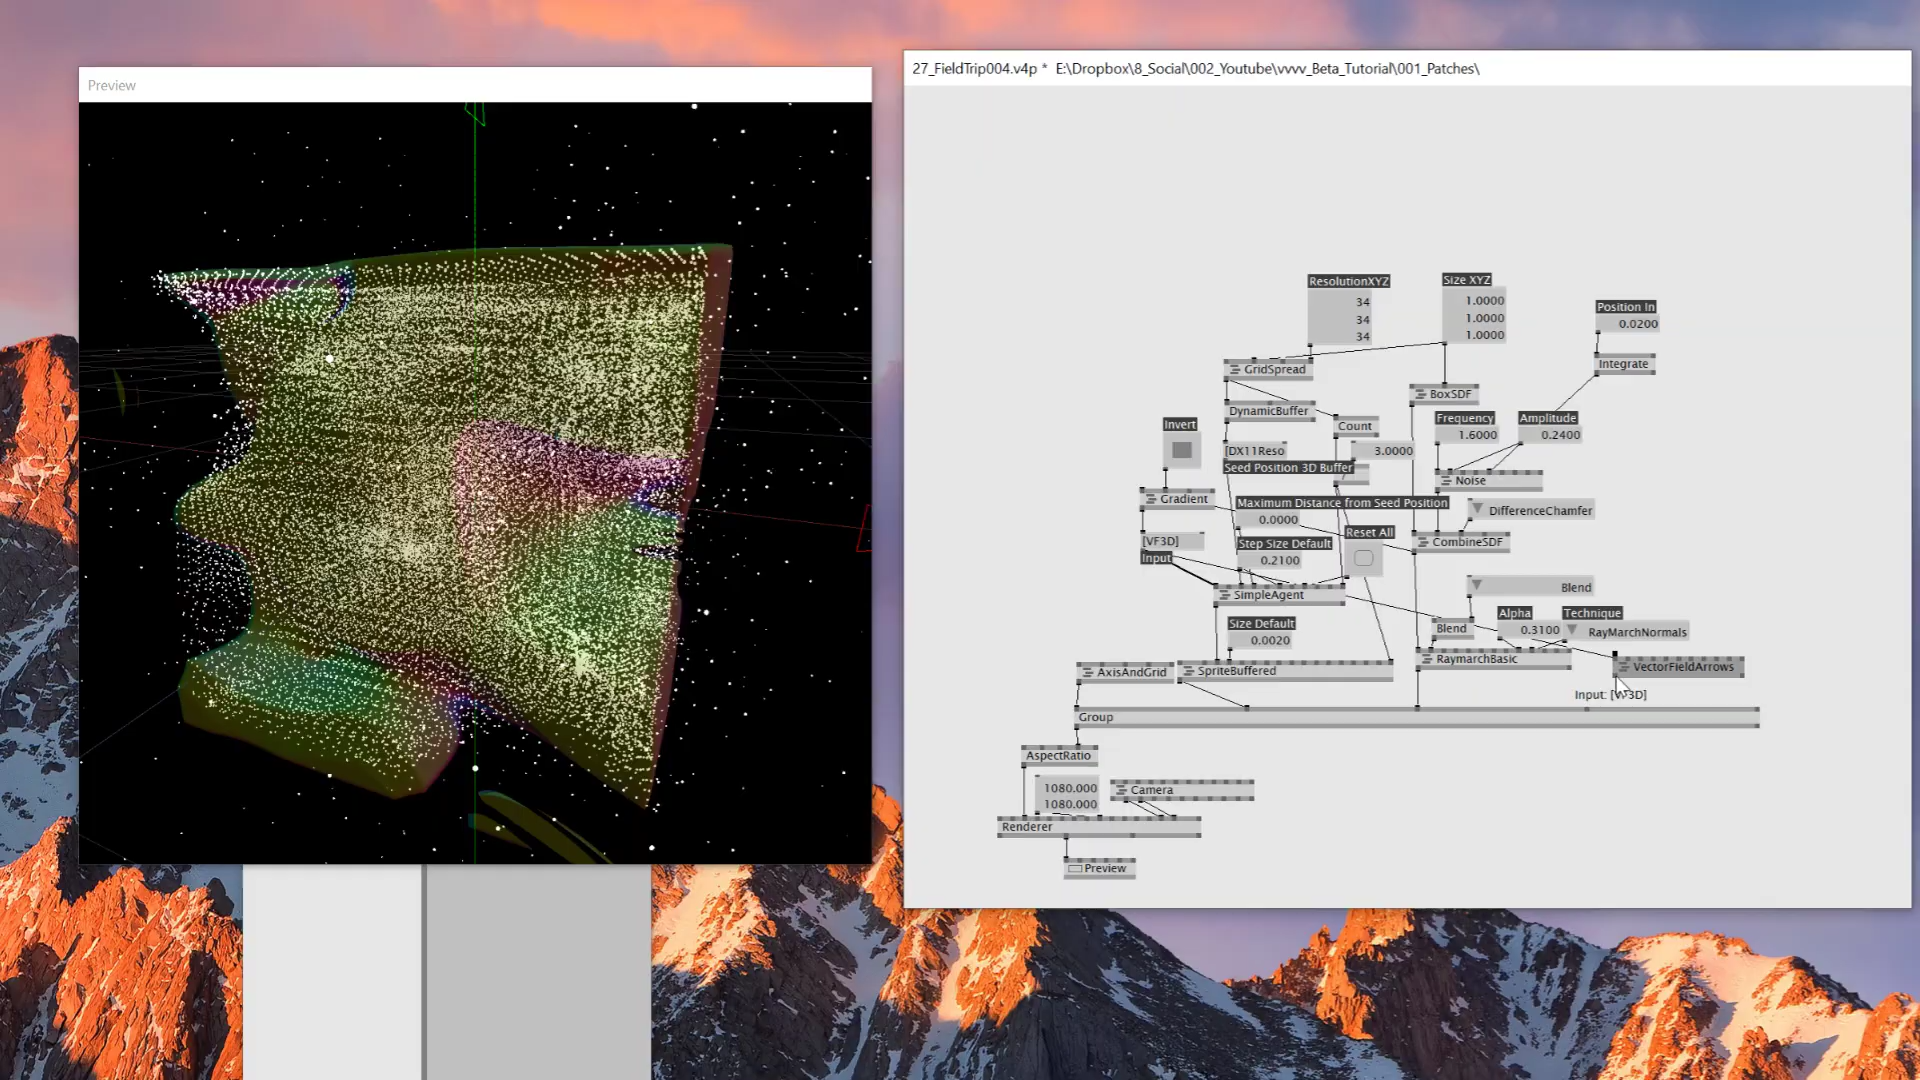 Preview
27_FieldTrip004.v4p * E:\Dropbox\8_Social\002_Youtube\vvvv_Beta_Tutorial\001_Patches\
ResolutionXYZ
34
34
34
Size XYZ
1.0000
1.0000
1.0000
Position In
0.0200
GridSpread
Integrate
BoxSDF
DynamicBuffer
Invert
Count
Frequency
1.6000
Amplitude
0.2400
[DX11Reso
3.0000
Seed Position 3D Buffer
Noise
Gradient
Maximum Distance from Seed Position
0.0000
DifferenceChamfer
Reset All
[VF3D]
Input
Step Size Default
0.2100
CombineSDF
SimpleAgent
Blend
Size Default
0.0020
Blend
Alpha
0.3100
Technique
RayMarchNormals
AxisAndGrid
SpriteBuffered
RaymarchBasic
VectorFieldArrows
Input: [VF3D]
Group
AspectRatio
1080.000
1080.000
Camera
Renderer
Preview